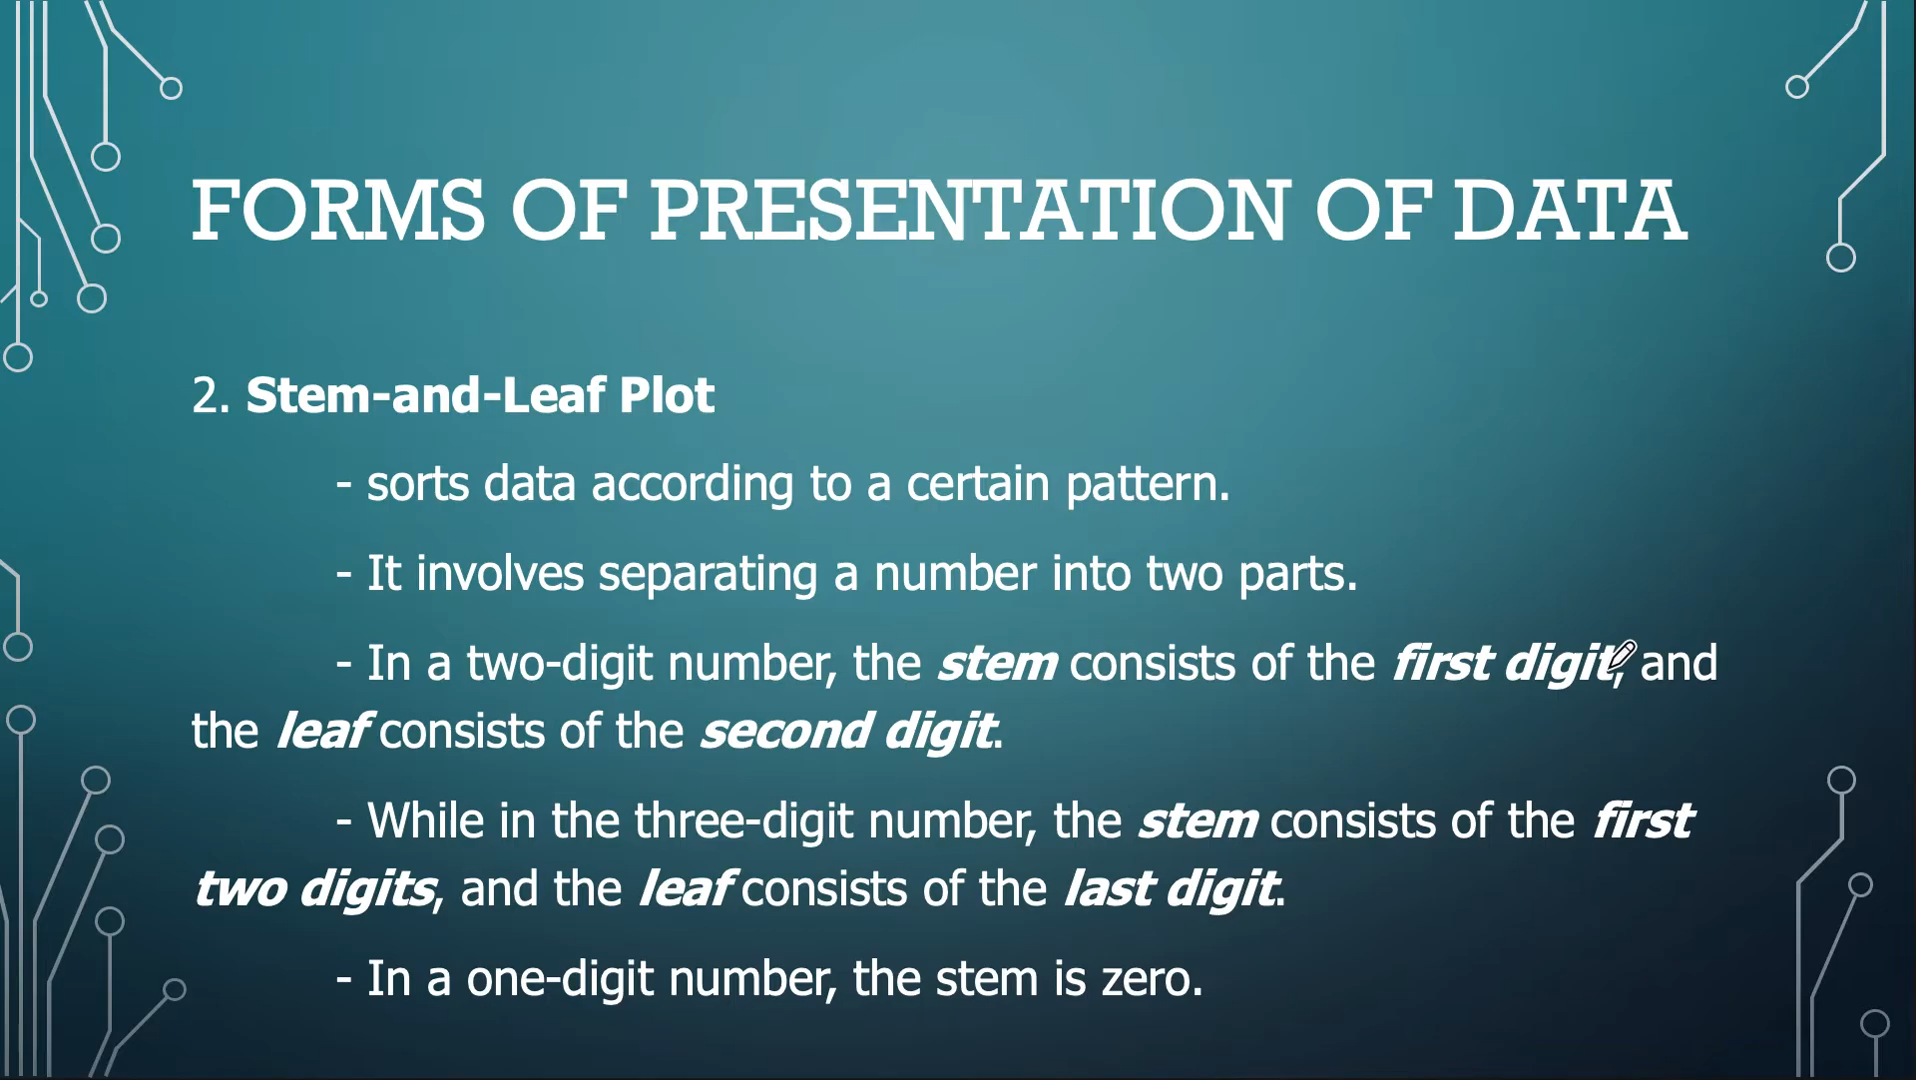 FORMS OF PRESENTATION OF DATA
2. Stem-and-Leaf Plot
- sorts data according to a certain pattern.
- It involves separating a number into two parts.
- In a two-digit number, the stem consists of the first digit, and
the leaf consists of the second digit.
- While in the three-digit number, the stem consists of the first
two digits, and the leaf consists of the last digit.
- In a one-digit number, the stem is zero.